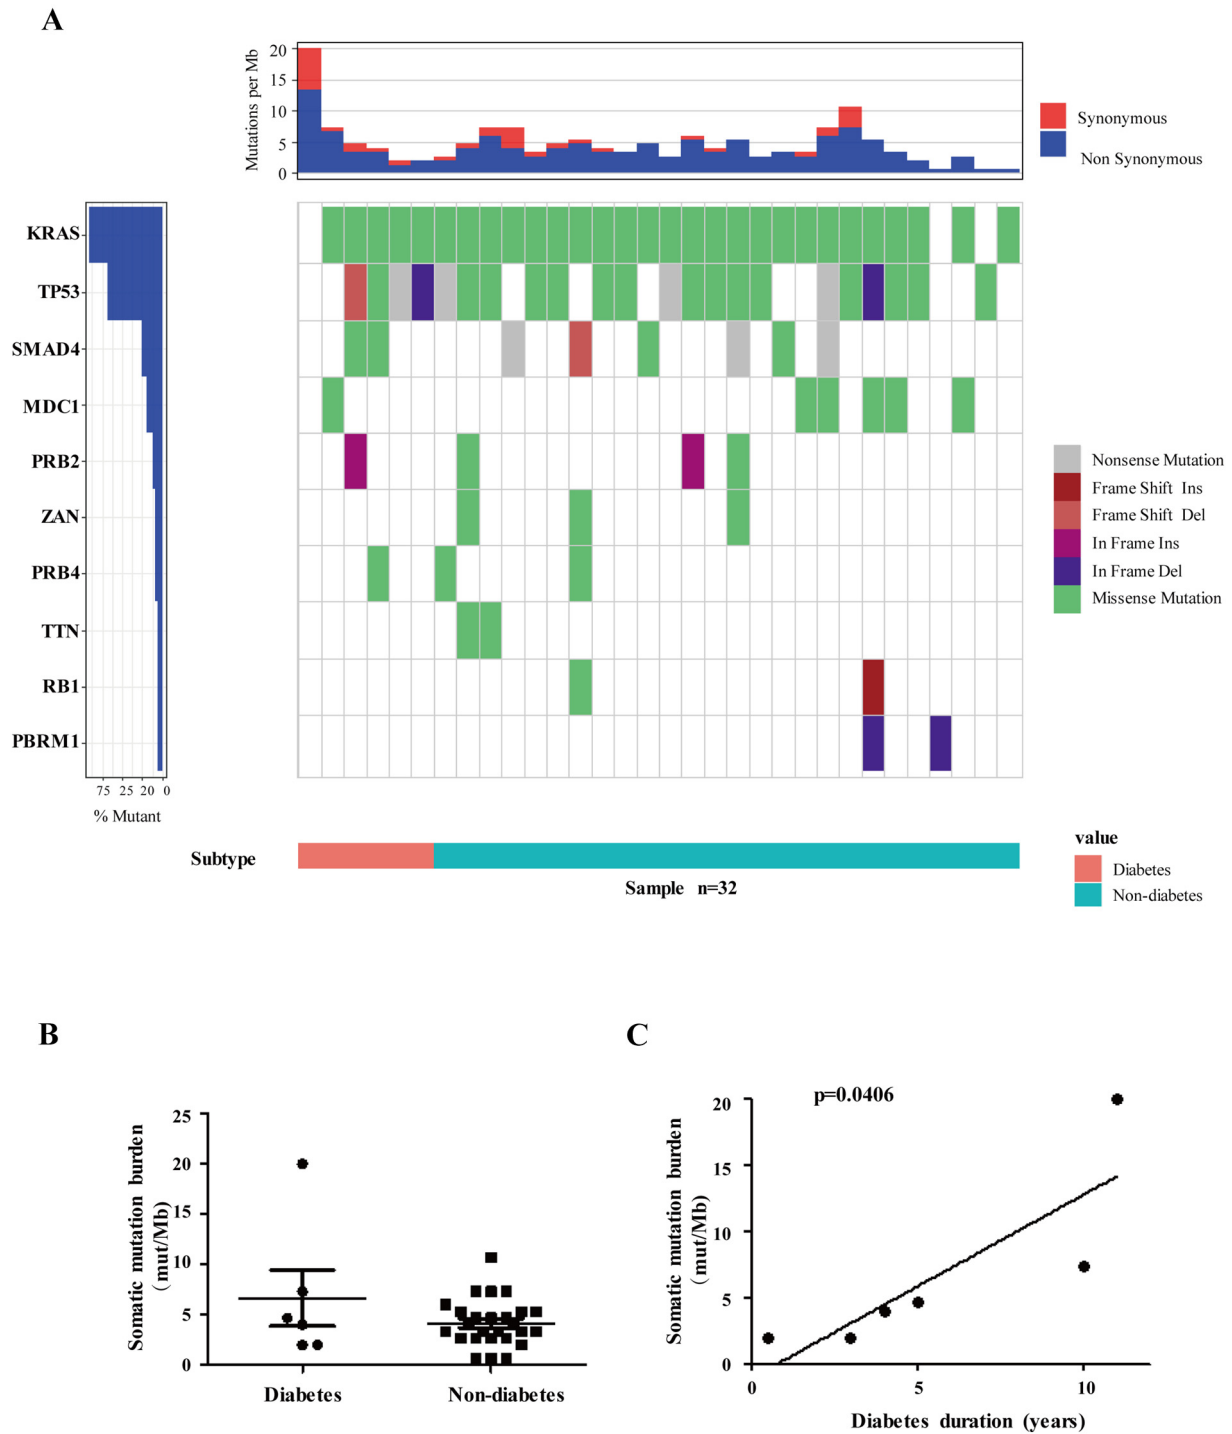 A
Mutations per Mb
20
15
10
5
0
Synonymous
Non Synonymous
KRAS
TP53
SMAD4
MDC1
PRB2
ZAN
PRB4
TTN
RB1
PBRM1
75 25 20 0
% Mutant
Nonsense Mutation
Frame Shift Ins
Frame Shift Del
In Frame Ins
In Frame Del
Missense Mutation
Subtype
Sample n=32
value
Diabetes
Non-diabetes
B
Somatic mutation burden
(mut/Mb)
25
20
15
10
5
0
Diabetes
Non-diabetes
C
p=0.0406
Somatic mutation burden
(mut/Mb)
20
15
10
5
0
0 5 10
Diabetes duration (years)